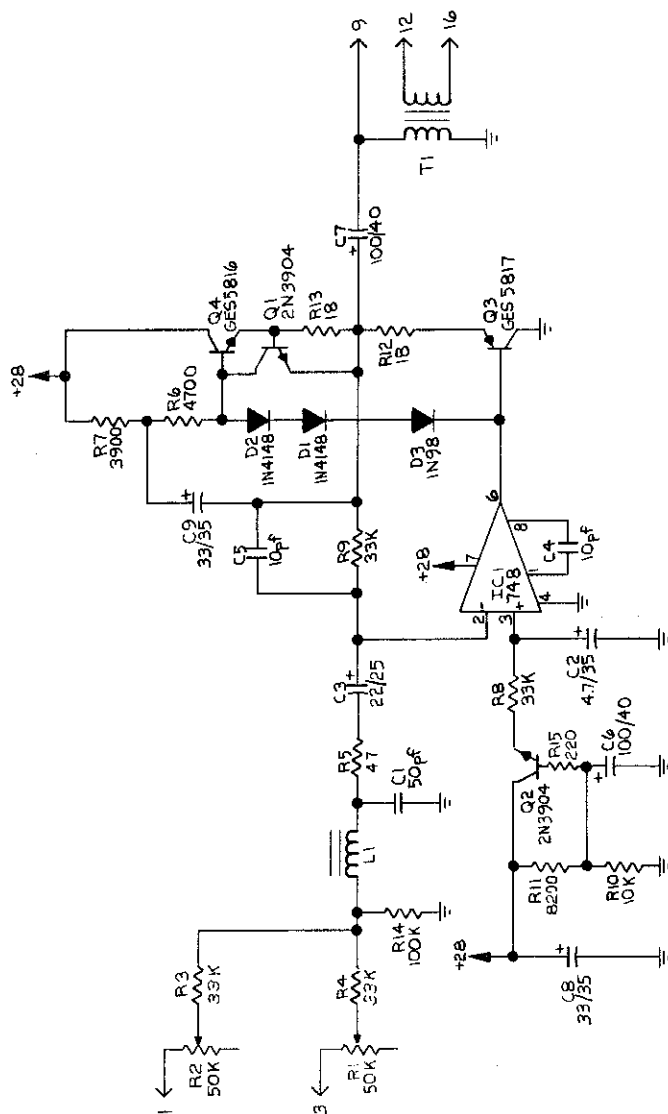 9
12
16
T1
C7
100/40
+
+28
Q4
GES5816
Q1
2N3904
R13
18
R12
18
Q3
GES5817
R7
3900
R6
4700
D2
1N4148
D1
1N4148
D3
1N98
C9
33/35
+
C5
10pf
R9
33K
+28
7
6
8
IC1
748
2
-
3
+
1
4
C4
10pf
C3
22/25
+
R5
47
C1
50pf
L1
R8
33K
C2
4.7/35
+
R15
220
C6
100/40
+
Q2
2N3904
R11
8200
R10
10K
+28
C8
33/35
+
R14
100K
R3
33K
R4
33K
R2
50K
R1
50K
1
3